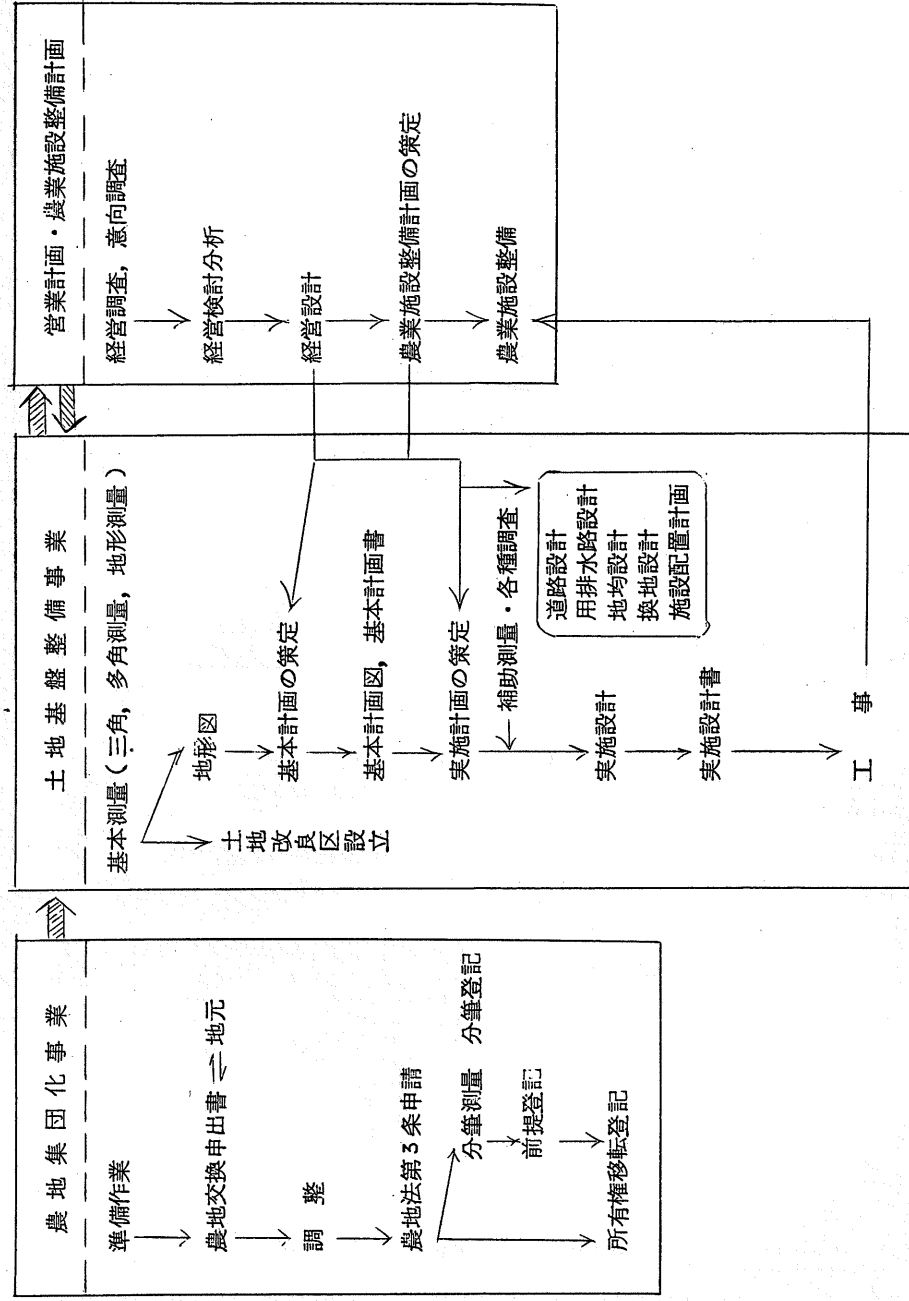 農地集団化事業
準備作業
農地交換申出書⇌地元
調 整
農地法第3条申請
分筆測量 分筆登記
前提登記
所有権移転登記
土地基盤整備事業
基本測量(三角,多角測量,地形測量)
地形図
土地改良区設立
基本計画の策定
基本計画図,基本計画書
実施計画の策定
補助測量・各種調査
道路設計
用排水路設計
地均設計
換地設計
施設配置計画
実施設計
実施設計書
工 事
営業計画・農業施設整備計画
経営調査,意向調査
経営検討分析
経営設計
農業施設整備計画の策定
農業施設整備